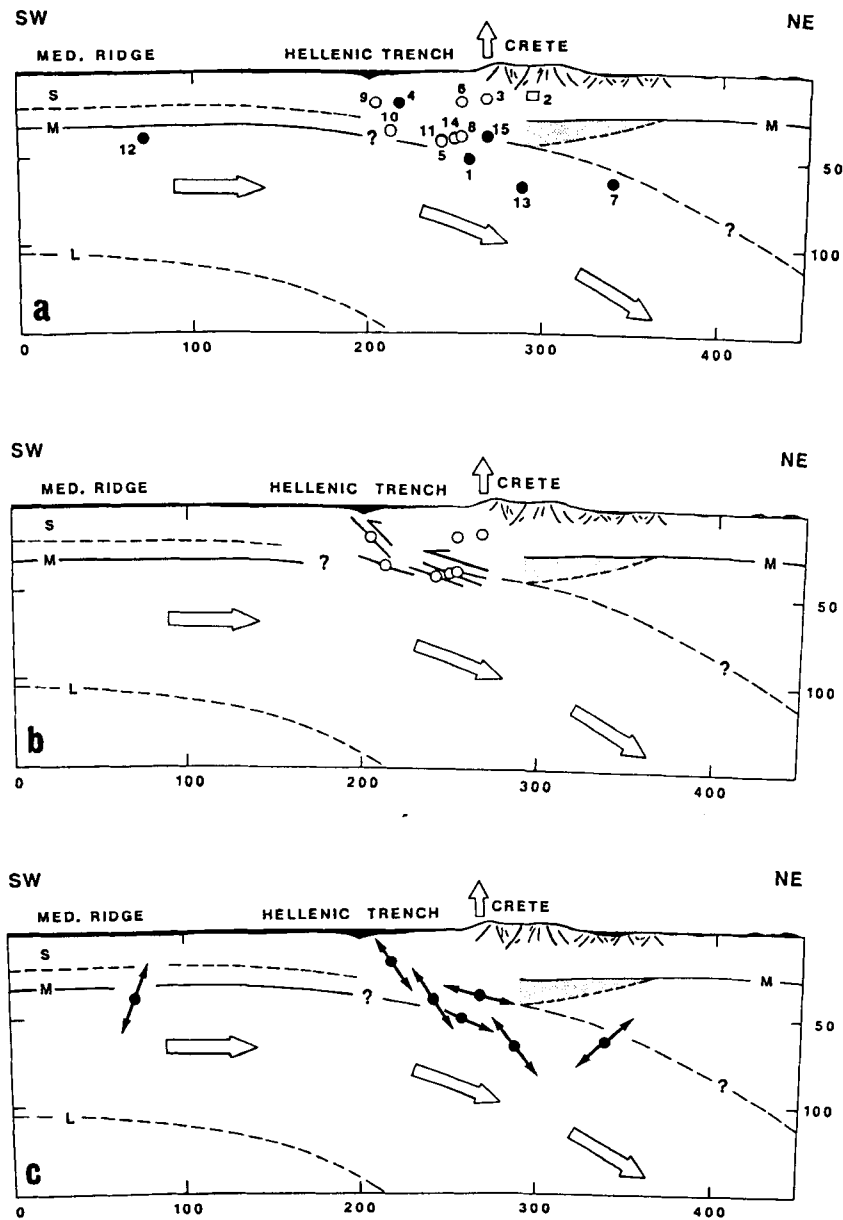 SW NE
MED. RIDGE HELLENIC TRENCH CRETE
S 9 4 6 3 2
M 10 ? 11 14 8 15 M
12 5 50
1
13 7
? 
L 100
a
0 100 200 300 400
SW NE
MED. RIDGE HELLENIC TRENCH CRETE
S
M ? M
50
?
L 100
b
0 100 200 300 400
SW NE
MED. RIDGE HELLENIC TRENCH CRETE
S
M ? M
50
?
L 100
c
0 100 200 300 400